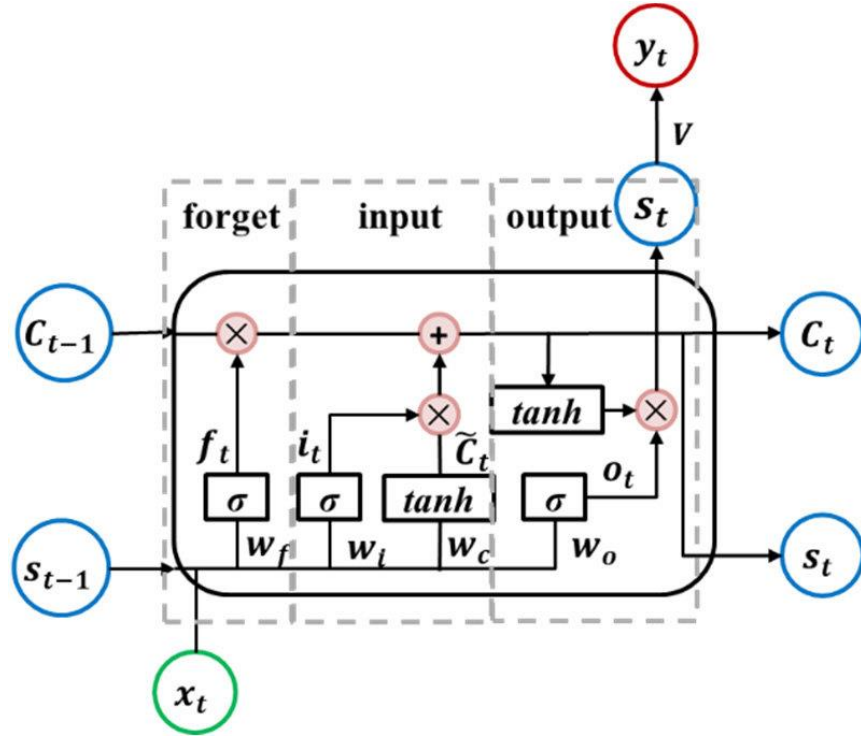 y_t
V
forget input output s_t
C_{t-1} × + C_t
tanh ×
f_t i_t × C̃_t o_t
σ σ tanh σ
s_{t-1} w_f w_i w_c w_o s_t
x_t